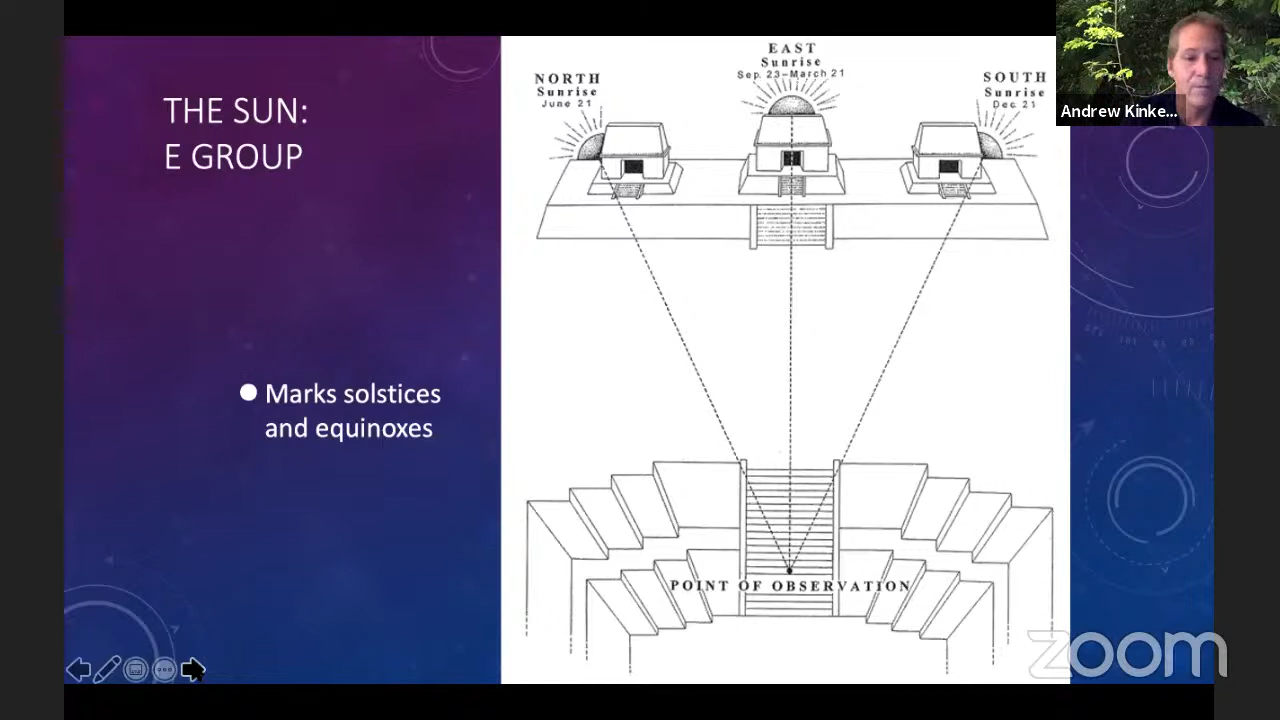 THE SUN:
E GROUP
Marks solstices
and equinoxes
NORTH
Sunrise
June 21
EAST
Sunrise
Sep. 23–March 21
SOUTH
Sunrise
Dec. 21
POINT OF OBSERVATION
Andrew Kinke...
zoom